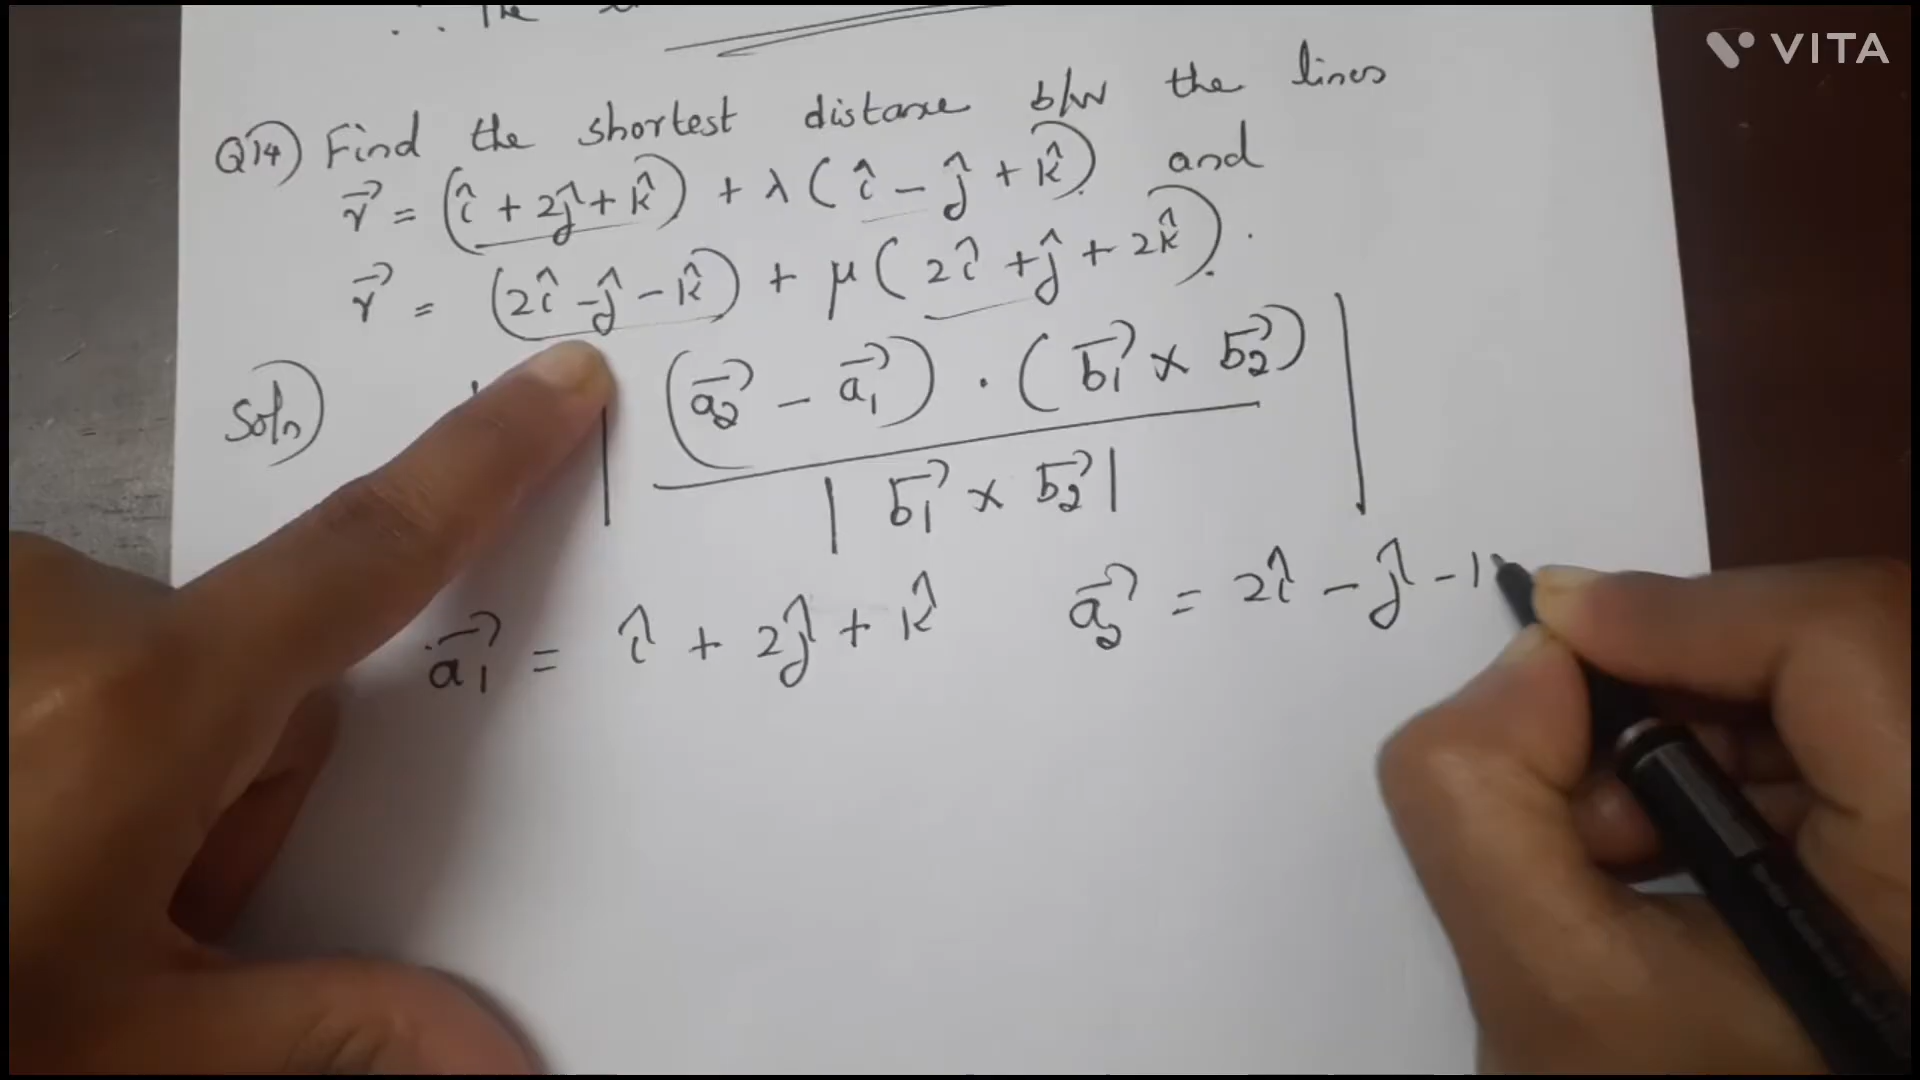 ∴ The
VITA
Q14) Find the shortest distance b/w the lines
r⃗ = (î + 2ĵ + k̂) + λ(î − ĵ + k̂) and
r⃗ = (2î − ĵ − k̂) + μ(2î + ĵ + 2k̂).
Soln) | (a⃗2 − a⃗1) · (b⃗1 × b⃗2) |
| b⃗1 × b⃗2 |
a⃗1 = î + 2ĵ + k̂ a⃗2 = 2î − ĵ − 1